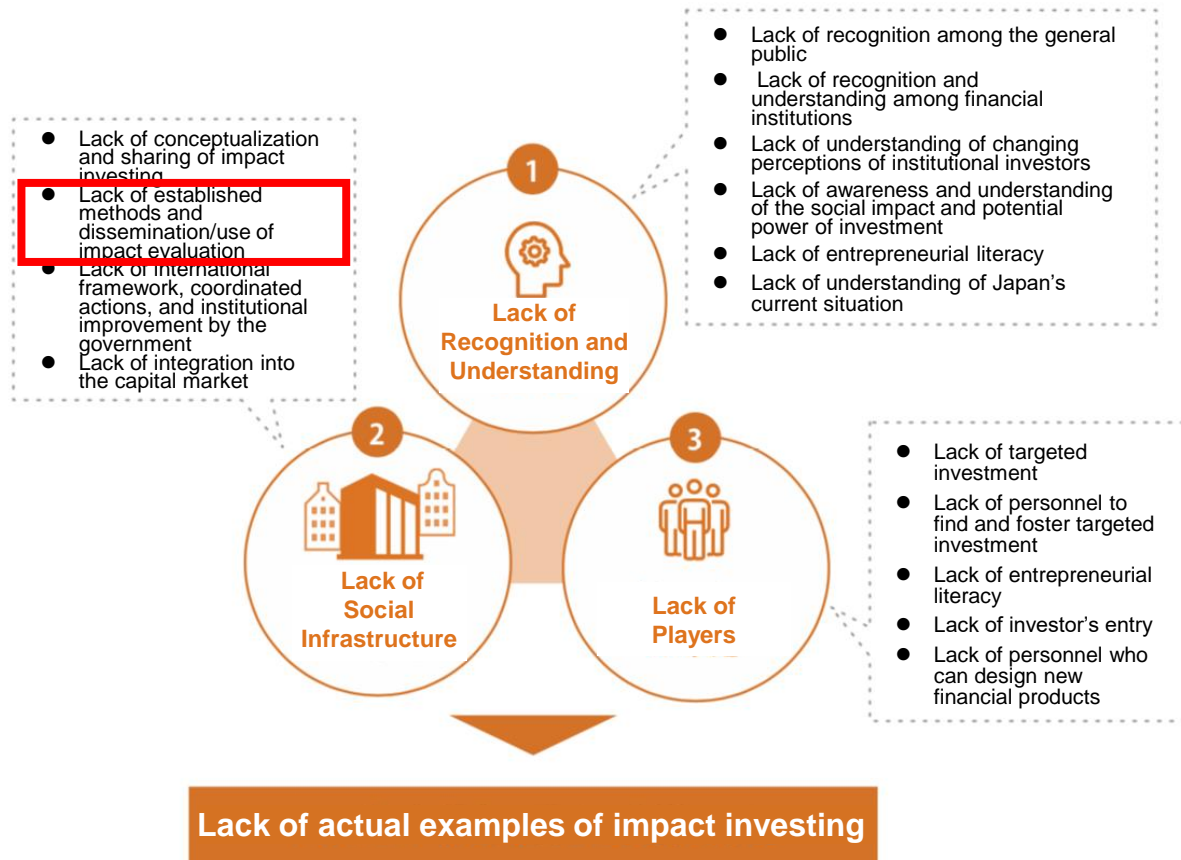 ● Lack of recognition among the general
public
● Lack of recognition and
understanding among financial
institutions
● Lack of understanding of changing
perceptions of institutional investors
● Lack of awareness and understanding
of the social impact and potential
power of investment
● Lack of entrepreneurial literacy
● Lack of understanding of Japan's
current situation
● Lack of conceptualization
and sharing of impact
investing
● Lack of established
methods and
dissemination/use of
impact evaluation
● Lack of international
framework, coordinated
actions, and institutional
improvement by the
government
● Lack of integration into
the capital market
1
Lack of
Recognition and
Understanding
2
Lack of
Social
Infrastructure
3
Lack of
Players
● Lack of targeted
investment
● Lack of personnel to
find and foster targeted
investment
● Lack of entrepreneurial
literacy
● Lack of investor's entry
● Lack of personnel who
can design new
financial products
Lack of actual examples of impact investing